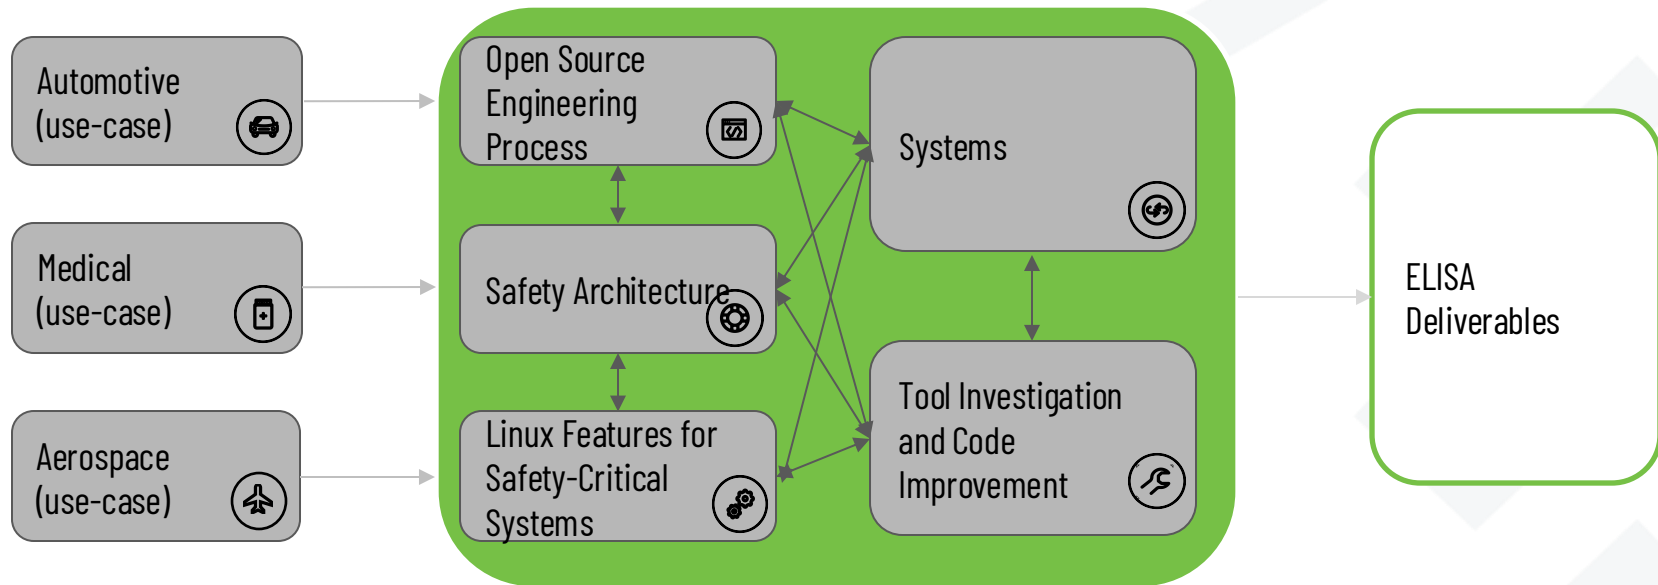 Automotive
(use-case)
Medical
(use-case)
Aerospace
(use-case)
Open Source
Engineering
Process
Safety Architecture
Linux Features for
Safety-Critical
Systems
Systems
Tool Investigation
and Code
Improvement
ELISA
Deliverables